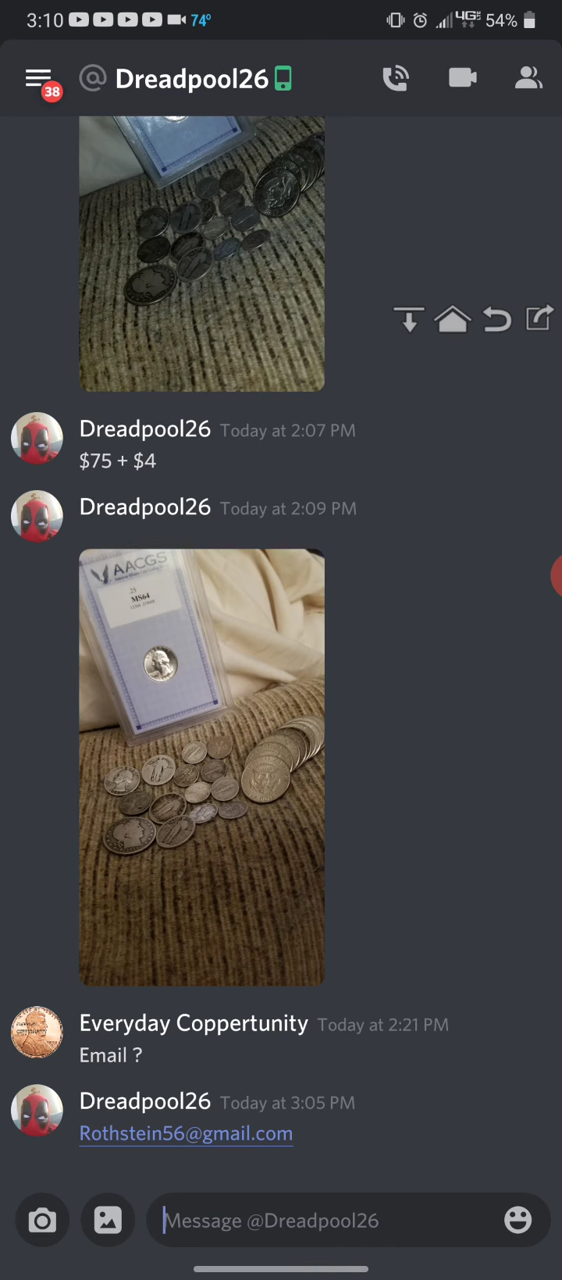 3:10 74° 4GE 54%
38
@ Dreadpool26
Dreadpool26 Today at 2:07 PM
$75 + $4
Dreadpool26 Today at 2:09 PM
AACGS
25
MS64
Everyday Coppertunity Today at 2:21 PM
Email ?
Dreadpool26 Today at 3:05 PM
Rothstein56@gmail.com
Message @Dreadpool26